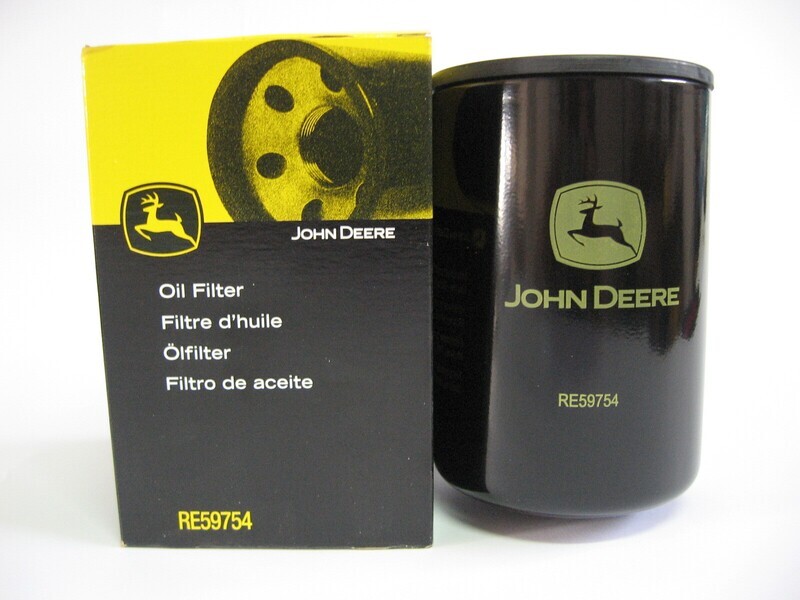 JOHN DEERE
Oil Filter
Filtre d'huile
Ölfilter
Filtro de aceite
RE59754
JOHN DEERE
RE59754